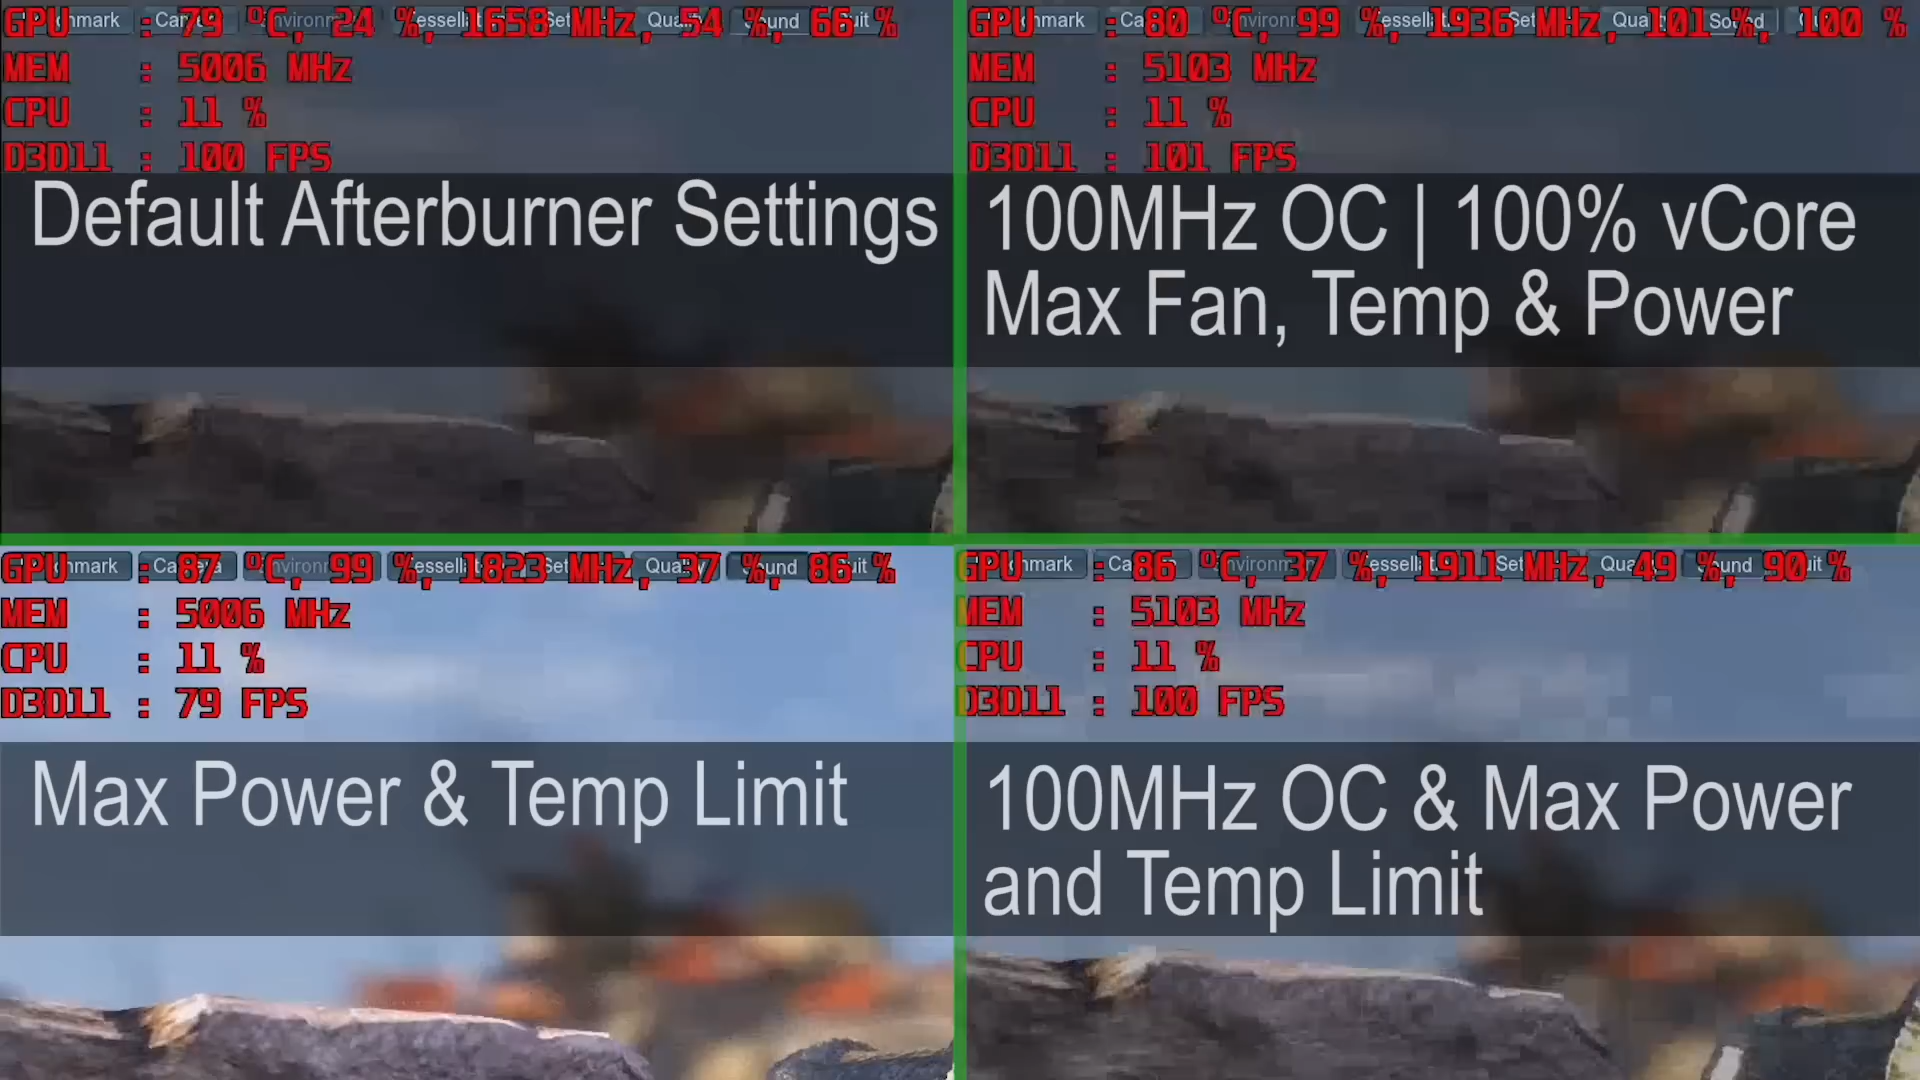 GPU : 79 °C, 24 %, 1658 MHz, 54 %, 66 %
MEM : 5006 MHz
CPU : 11 %
D3D11 : 100 FPS
Default Afterburner Settings
GPU : 80 °C, 99 %, 1936 MHz, 101 %, 100 %
MEM : 5103 MHz
CPU : 11 %
D3D11 : 101 FPS
100MHz OC | 100% vCore
Max Fan, Temp & Power
GPU : 87 °C, 99 %, 1823 MHz, 37 %, 86 %
MEM : 5006 MHz
CPU : 11 %
D3D11 : 79 FPS
Max Power & Temp Limit
GPU : 86 °C, 37 %, 1911 MHz, 49 %, 90 %
MEM : 5103 MHz
CPU : 11 %
D3D11 : 100 FPS
100MHz OC & Max Power
and Temp Limit